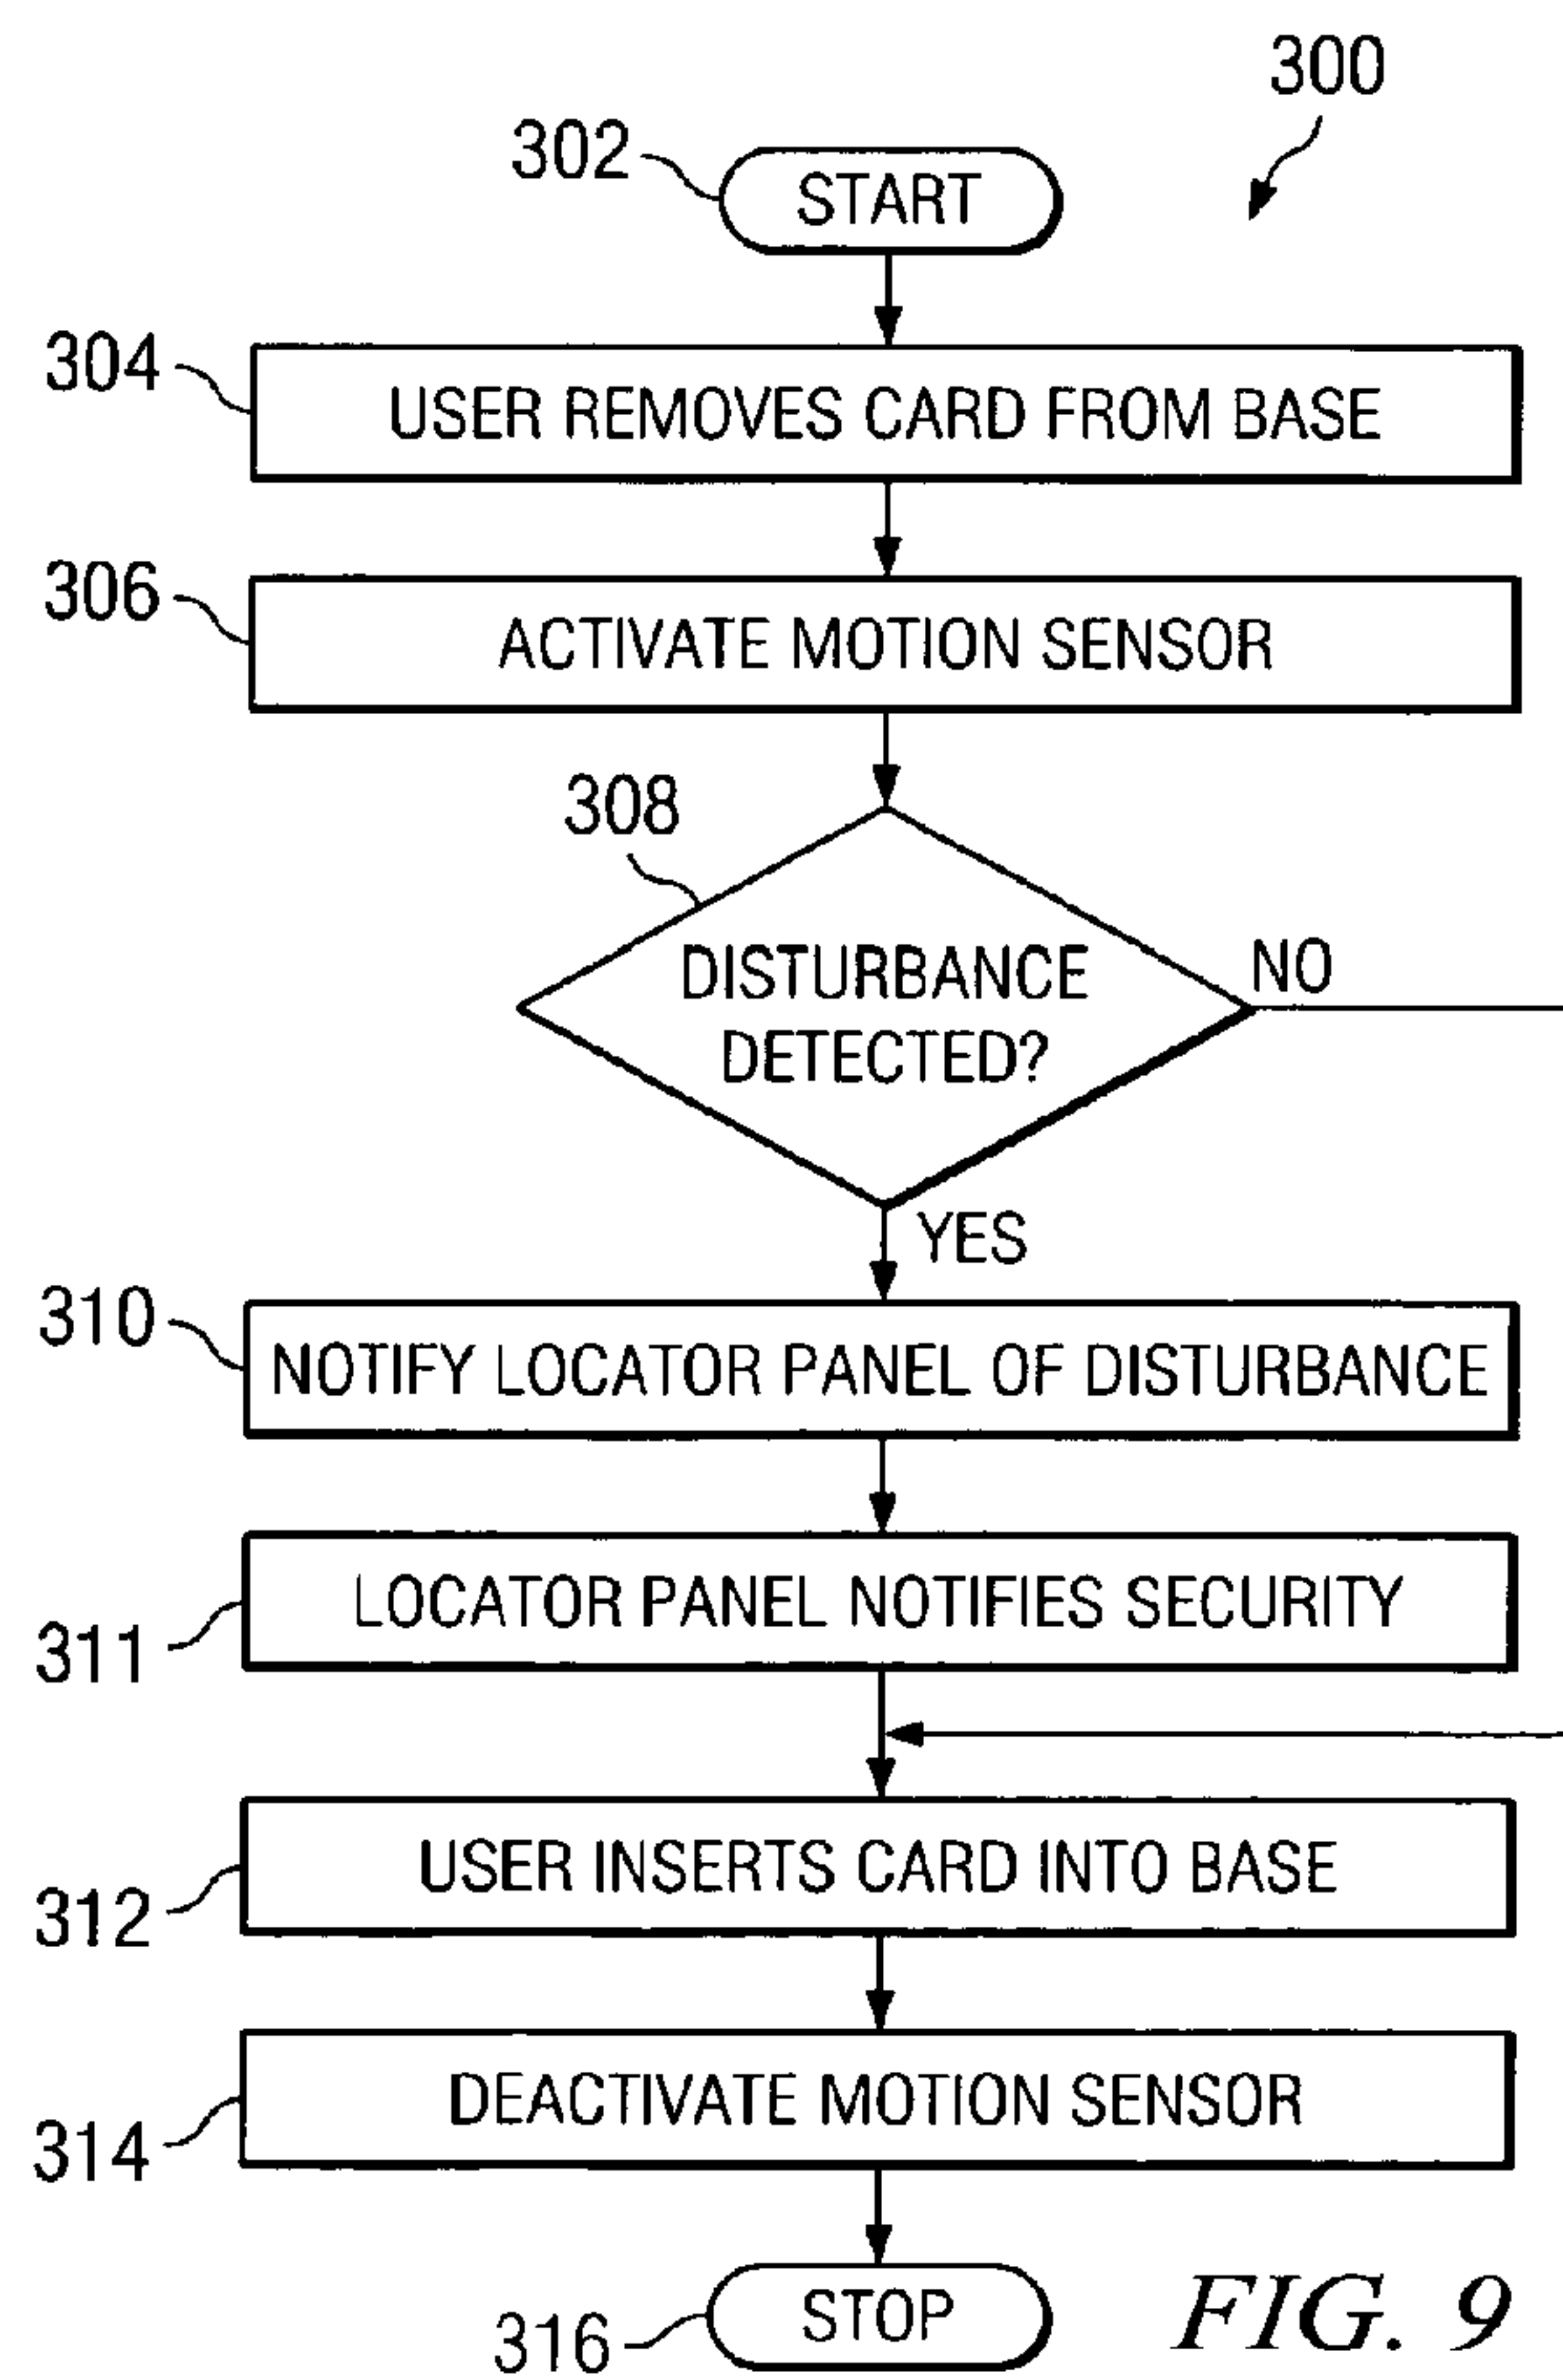 300
302
START
304
USER REMOVES CARD FROM BASE
306
ACTIVATE MOTION SENSOR
308
DISTURBANCE
DETECTED?
NO
YES
310
NOTIFY LOCATOR PANEL OF DISTURBANCE
LOCATOR PANEL NOTIFIES SECURITY
311
USER INSERTS CARD INTO BASE
312
DEACTIVATE MOTION SENSOR
314
STOP
316
FIG. 9